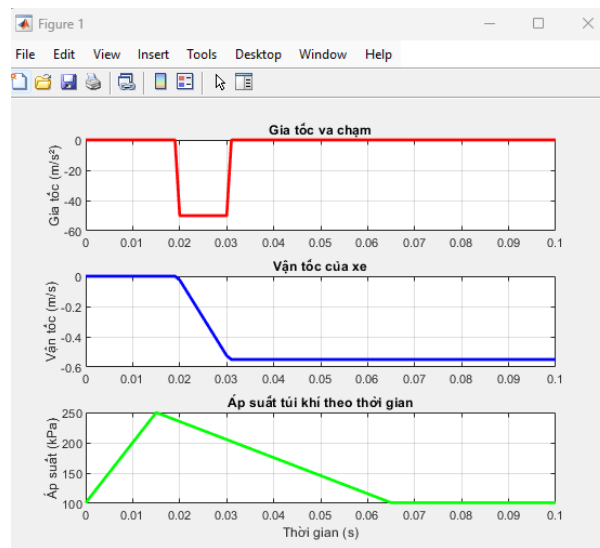 Figure 1
File Edit View Insert Tools Desktop Window Help
Gia tốc va chạm
Gia tốc (m/s²)
0
-20
-40
-60
0 0.01 0.02 0.03 0.04 0.05 0.06 0.07 0.08 0.09 0.1
Vận tốc của xe
Vận tốc (m/s)
0
-0.2
-0.4
-0.6
0 0.01 0.02 0.03 0.04 0.05 0.06 0.07 0.08 0.09 0.1
Áp suất túi khí theo thời gian
Áp suất (kPa)
250
200
150
100
0 0.01 0.02 0.03 0.04 0.05 0.06 0.07 0.08 0.09 0.1
Thời gian (s)